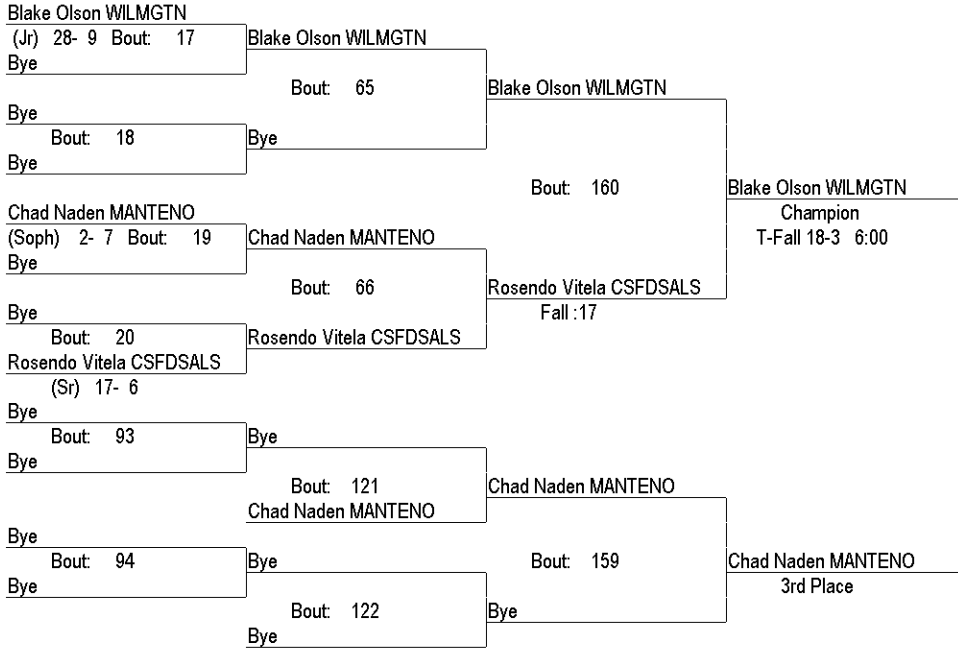 Blake Olson WILMGTN
(Jr) 28- 9 Bout: 17 Blake Olson WILMGTN
Bye
Bout: 65 Blake Olson WILMGTN
Bye
Bout: 18 Bye
Bye
Bout: 160 Blake Olson WILMGTN
Chad Naden MANTENO Champion
(Soph) 2- 7 Bout: 19 Chad Naden MANTENO T-Fall 18-3 6:00
Bye
Bout: 66 Rosendo Vitela CSFDSALS
Bye Fall :17
Bout: 20 Rosendo Vitela CSFDSALS
Rosendo Vitela CSFDSALS
(Sr) 17- 6
Bye
Bout: 93 Bye
Bye
Bout: 121 Chad Naden MANTENO
Chad Naden MANTENO
Bye
Bout: 94 Bye Bout: 159 Chad Naden MANTENO
Bye 3rd Place
Bout: 122 Bye
Bye